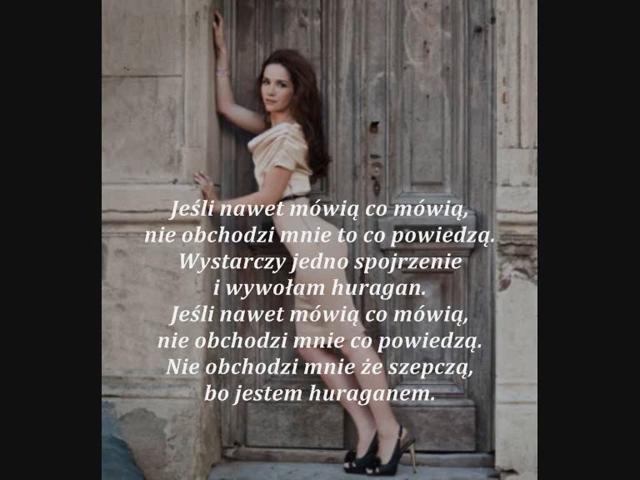 Jeśli nawet mówią co mówią,
nie obchodzi mnie to co powiedzą.
Wystarczy jedno spojrzenie
i wywołam huragan.
Jeśli nawet mówią co mówią,
nie obchodzi mnie co powiedzą.
Nie obchodzi mnie że szepczą,
bo jestem huraganem.